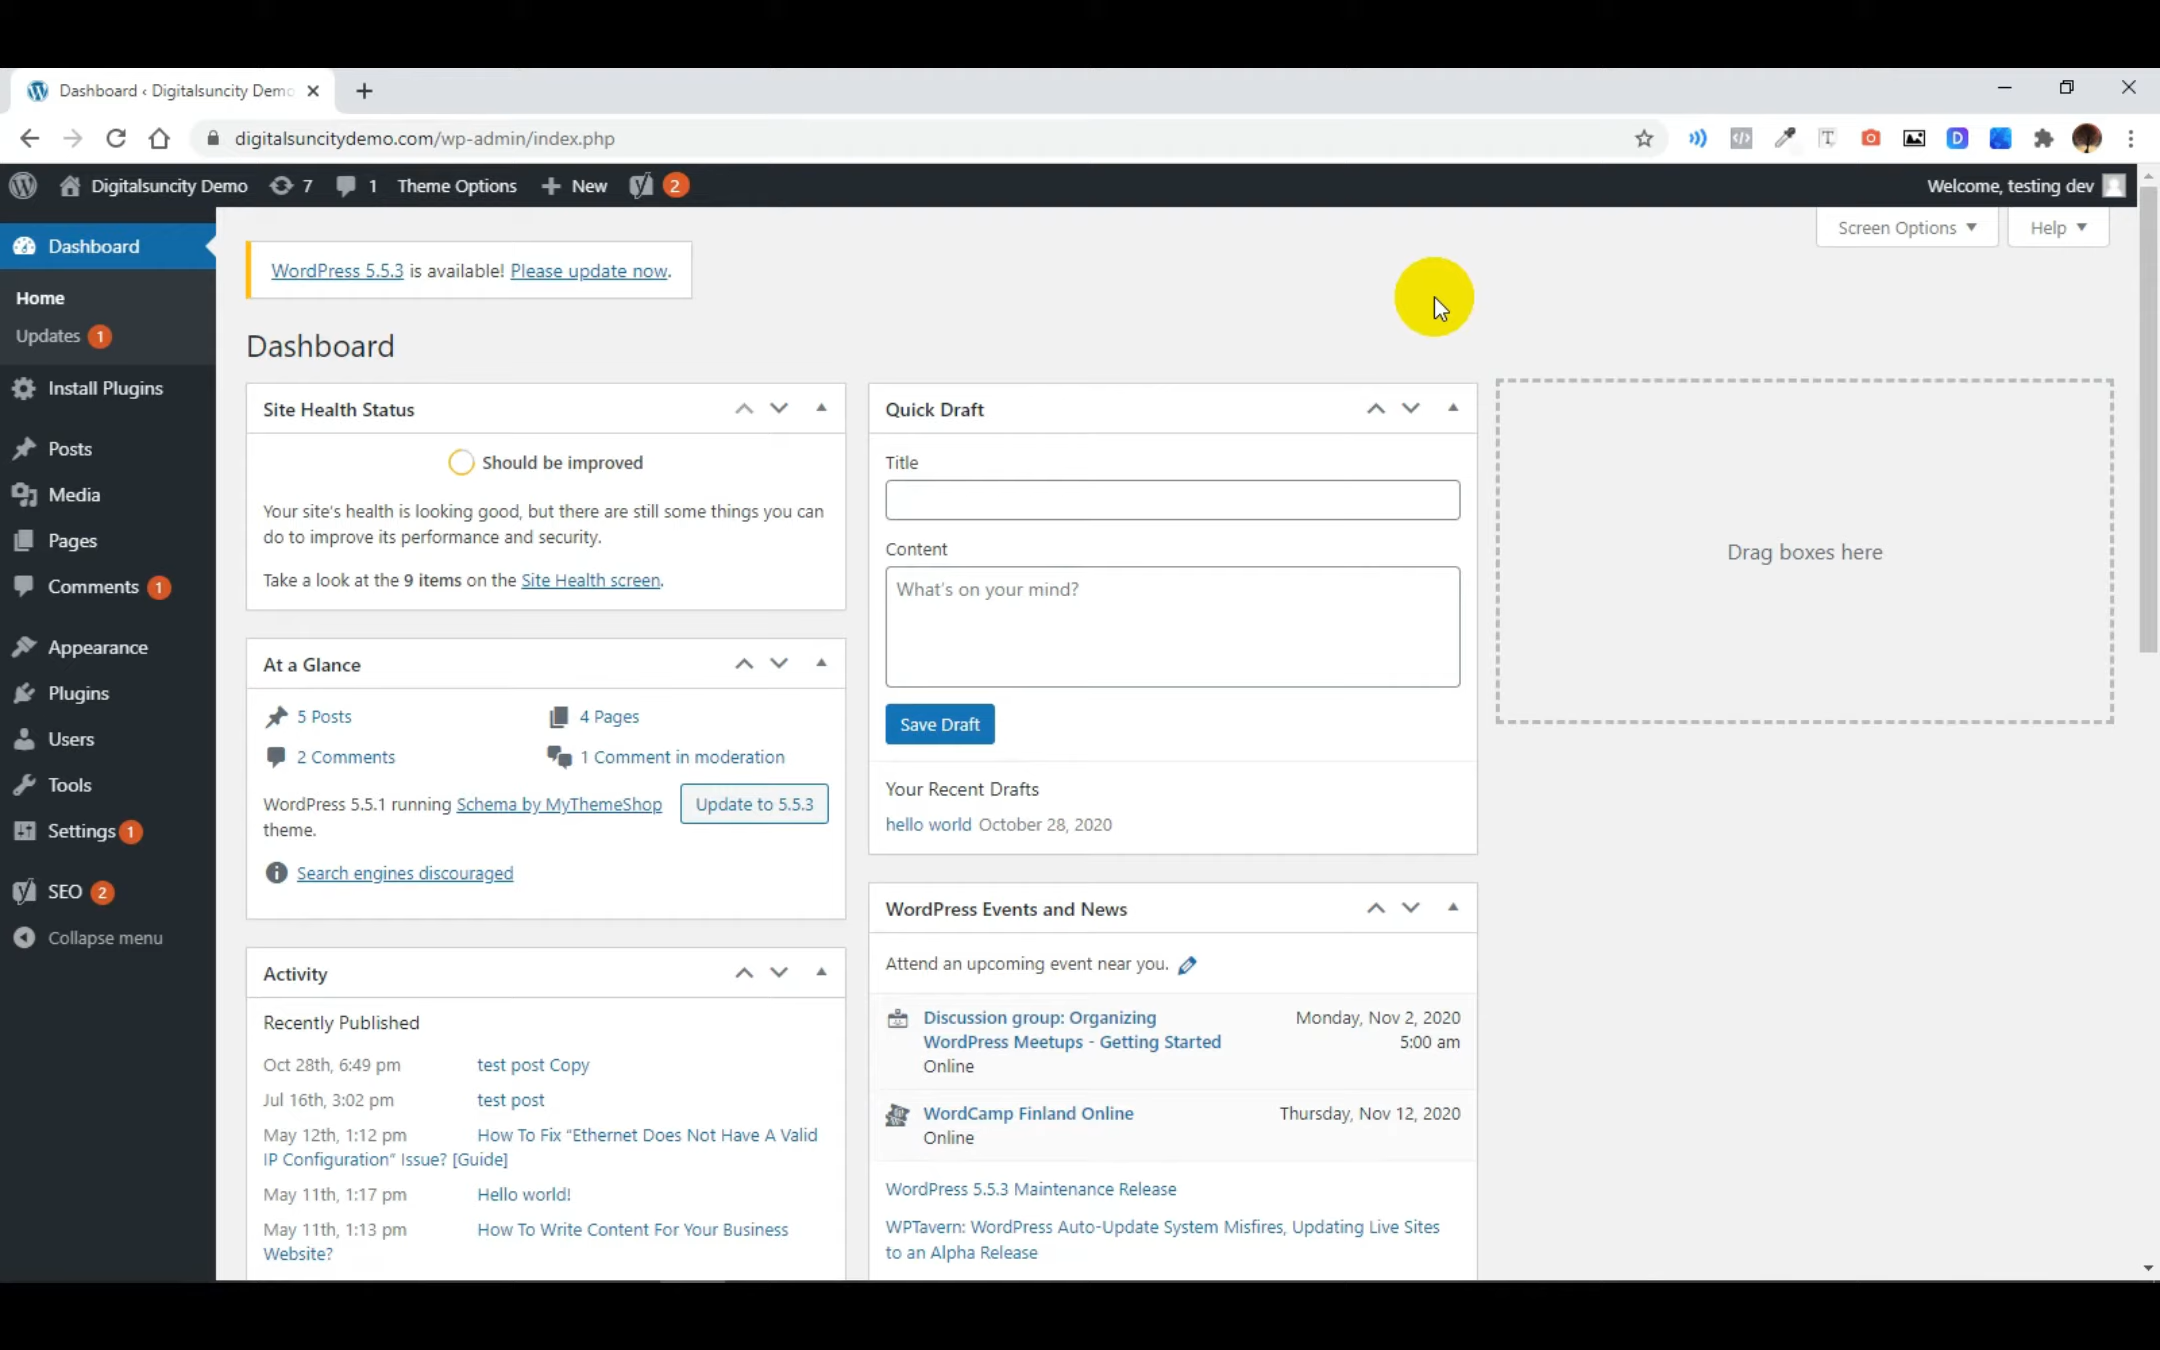 Dashboard ‹ Digitalsuncity Demo
digitalsuncitydemo.com/wp-admin/index.php
Digitalsuncity Demo 7 1 Theme Options New 2
Welcome, testing dev
Screen Options
Help
Dashboard
Home
Updates 1
Install Plugins
Posts
Media
Pages
Comments 1
Appearance
Plugins
Users
Tools
Settings 1
SEO 2
Collapse menu
WordPress 5.5.3 is available! Please update now.
Dashboard
Site Health Status
Should be improved
Your site's health is looking good, but there are still some things you can
do to improve its performance and security.
Take a look at the 9 items on the Site Health screen.
At a Glance
5 Posts
4 Pages
2 Comments
1 Comment in moderation
WordPress 5.5.1 running Schema by MyThemeShop
theme.
Update to 5.5.3
Search engines discouraged
Activity
Recently Published
Oct 28th, 6:49 pm test post Copy
Jul 16th, 3:02 pm test post
May 12th, 1:12 pm How To Fix “Ethernet Does Not Have A Valid
IP Configuration” Issue? [Guide]
May 11th, 1:17 pm Hello world!
May 11th, 1:13 pm How To Write Content For Your Business
Website?
Quick Draft
Title
Content
What's on your mind?
Save Draft
Your Recent Drafts
hello world October 28, 2020
WordPress Events and News
Attend an upcoming event near you.
Discussion group: Organizing
WordPress Meetups - Getting Started
Online
Monday, Nov 2, 2020
5:00 am
WordCamp Finland Online
Online
Thursday, Nov 12, 2020
WordPress 5.5.3 Maintenance Release
WPTavern: WordPress Auto-Update System Misfires, Updating Live Sites
to an Alpha Release
Drag boxes here